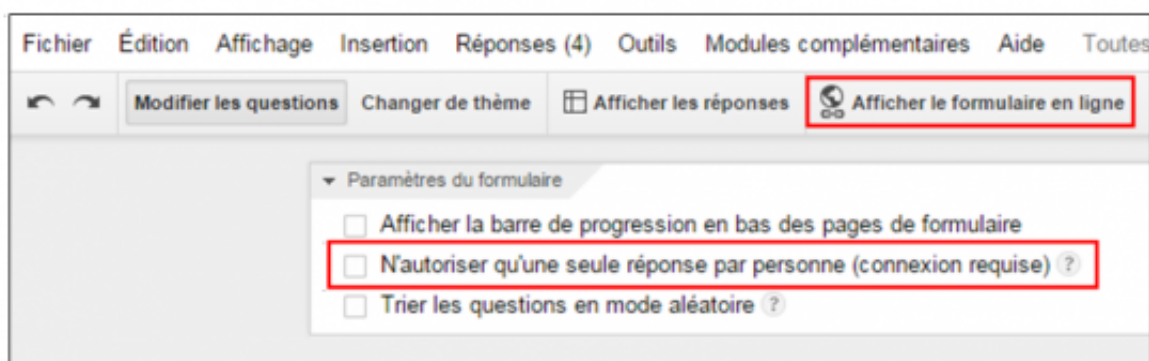 Fichier Édition Affichage Insertion Réponses (4) Outils Modules complémentaires Aide Toutes
Modifier les questions Changer de thème Afficher les réponses Afficher le formulaire en ligne
Paramètres du formulaire
Afficher la barre de progression en bas des pages de formulaire
N'autoriser qu'une seule réponse par personne (connexion requise) ?
Trier les questions en mode aléatoire ?